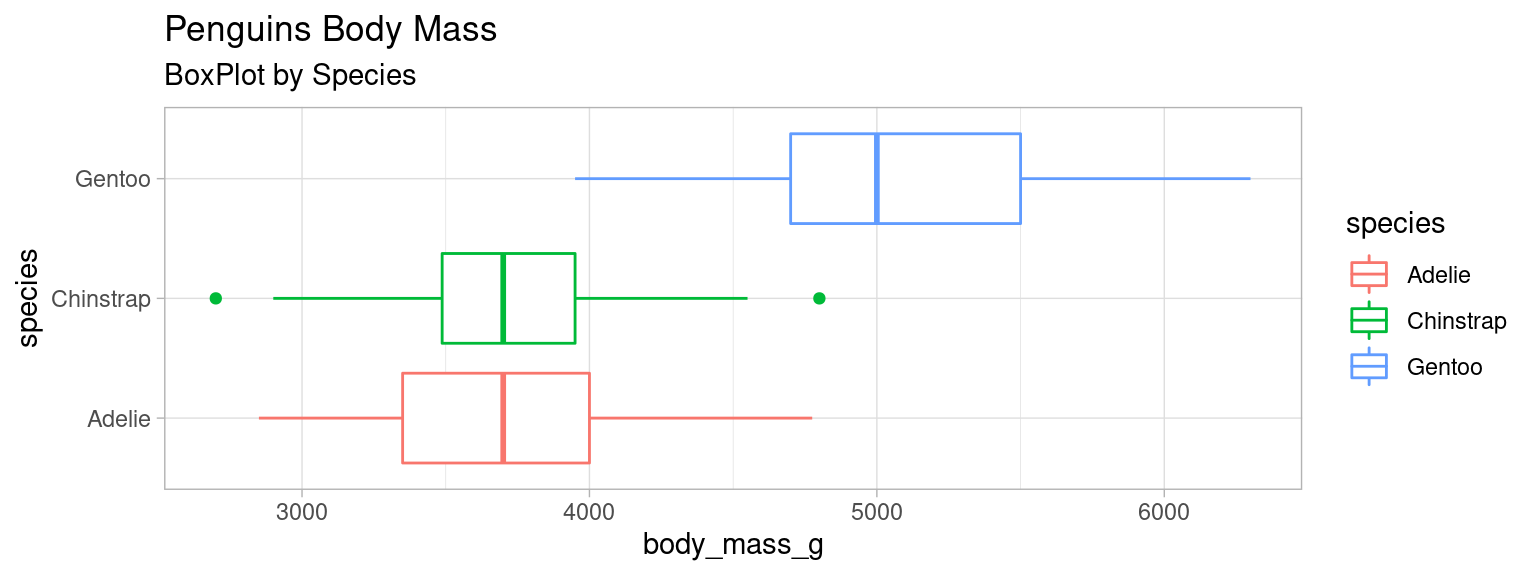 Penguins Body Mass
BoxPlot by Species
species
Gentoo
Chinstrap
Adelie
3000 4000 5000 6000
body_mass_g
species
Adelie
Chinstrap
Gentoo